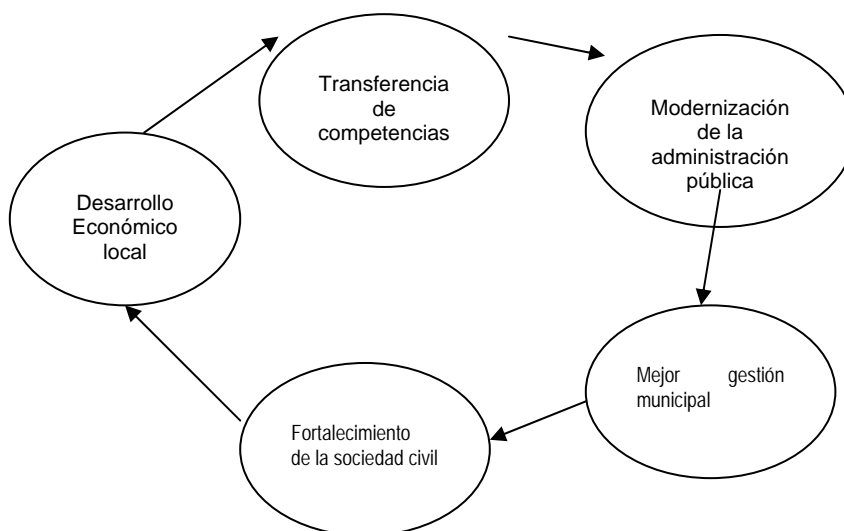 Transferencia
de
competencias
Modernización
de la
administración
pública
Desarrollo
Económico
local
Mejor gestión
municipal
Fortalecimiento
de la sociedad civil